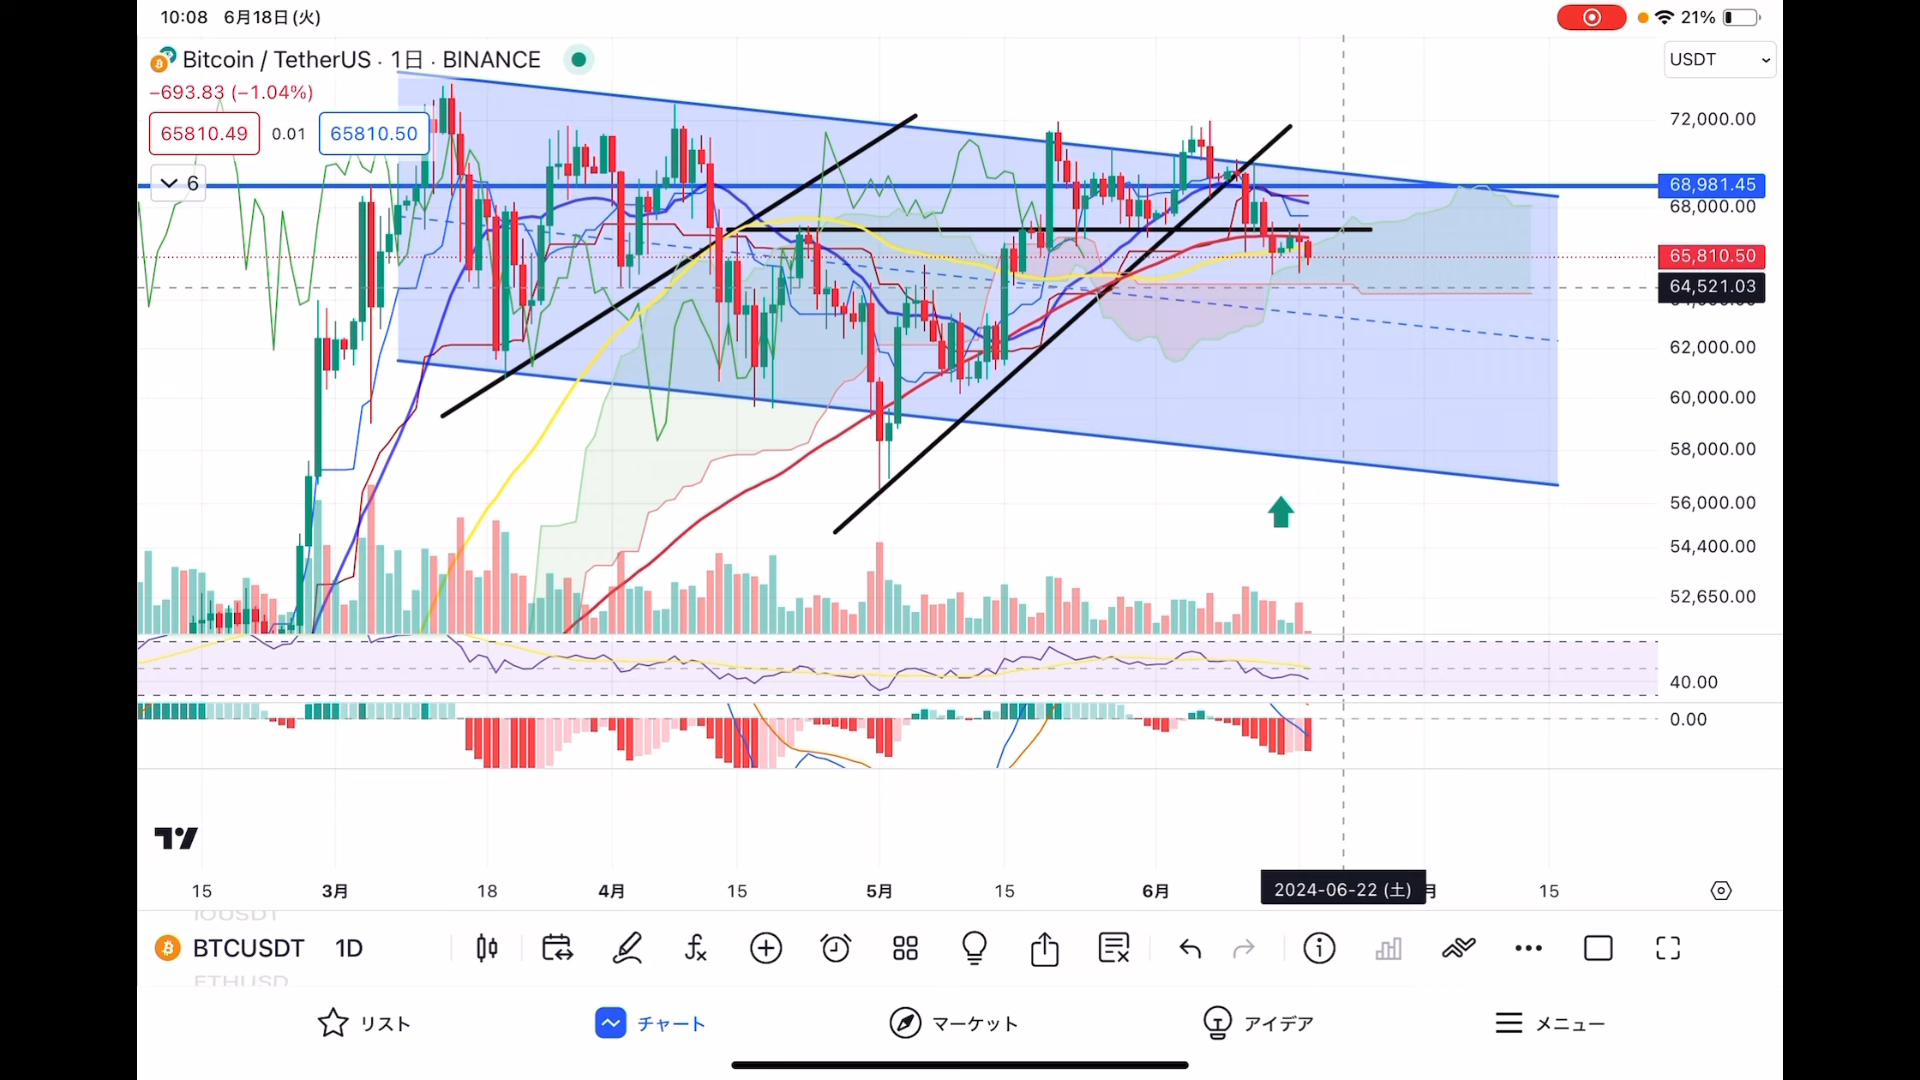 10:08 6月18日(火)
21%
Bitcoin / TetherUS · 1日 · BINANCE
USDT
−693.83 (−1.04%)
65810.49 0.01 65810.50
6
72,000.00
68,981.45
68,000.00
65,810.50
64,521.03
62,000.00
60,000.00
58,000.00
56,000.00
54,400.00
52,650.00
40.00
0.00
15 3月 18 4月 15 5月 15 6月 2024-06-22 (土) 月 15
BTCUSDT 1D
ETHUSD
リスト チャート マーケット アイデア メニュー